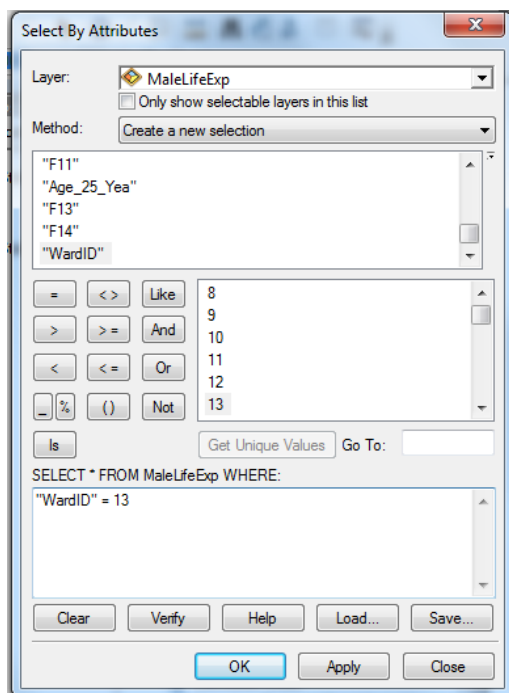 Select By Attributes
Layer: MaleLifeExp
Only show selectable layers in this list
Method: Create a new selection
"F11"
"Age_25_Yea"
"F13"
"F14"
"WardID"
= <> Like
> >= And
< <= Or
_ % () Not
Is
8
9
10
11
12
13
Get Unique Values Go To:
SELECT * FROM MaleLifeExp WHERE:
"WardID" = 13
Clear Verify Help Load... Save...
OK Apply Close